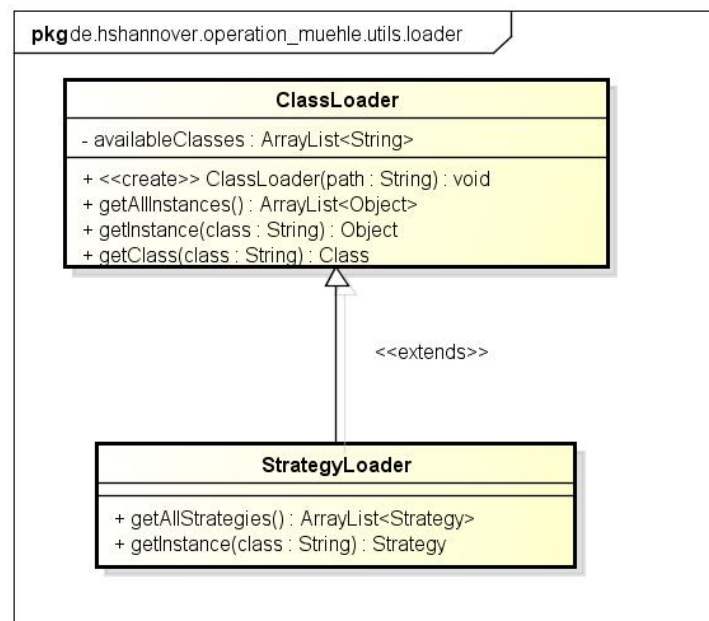 pkg de.hshannover.operation_muehle.utils.loader
ClassLoader
- availableClasses : ArrayList<String>
+ <<create>> ClassLoader(path : String) : void
+ getAllInstances() : ArrayList<Object>
+ getInstance(class : String) : Object
+ getClass(class : String) : Class
<<extends>>
StrategyLoader
+ getAllStrategies() : ArrayList<Strategy>
+ getInstance(class : String) : Strategy